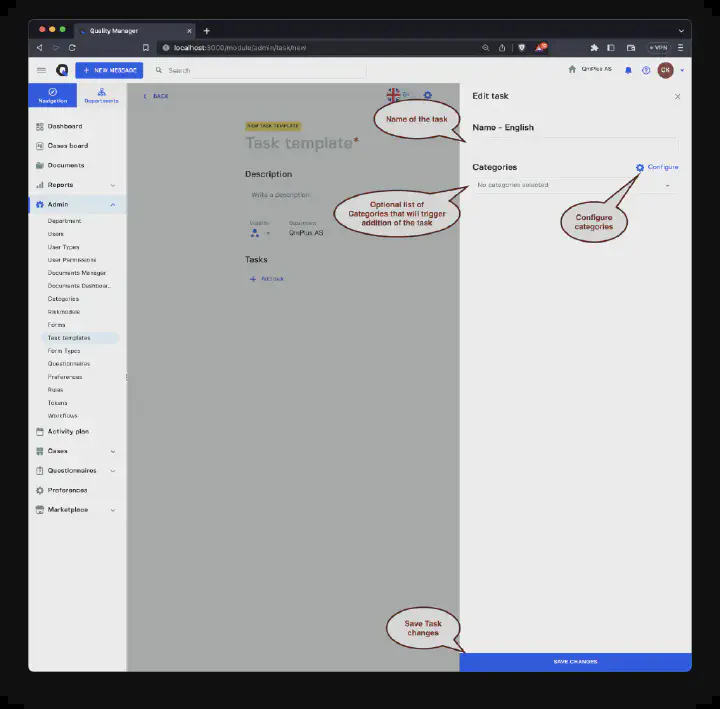 Quality Manager
localhost:3000/module/admin/task/new
VPN
NEW MESSAGE
Search
QmPlus AS
CK
Navigation
Departments
BACK
Edit task
Name of the task
Name - English
NEW TASK TEMPLATE
Task template*
Categories
Configure
Description
No categories selected
Write a description
Optional list of
Categories that will trigger
addition of the task
Configure
categories
Department
QmPlus AS
Tasks
Add task
Dashboard
Cases board
Documents
Reports
Admin
Department
Users
User Types
User Permissions
Documents Manager
Documents Dashboar...
Categories
Riskmodule
Forms
Task templates
Form Types
Questionnaires
Preferences
Roles
Tokens
Workflows
Activity plan
Cases
Questionnaires
Preferences
Marketplace
Save Task
changes
SAVE CHANGES